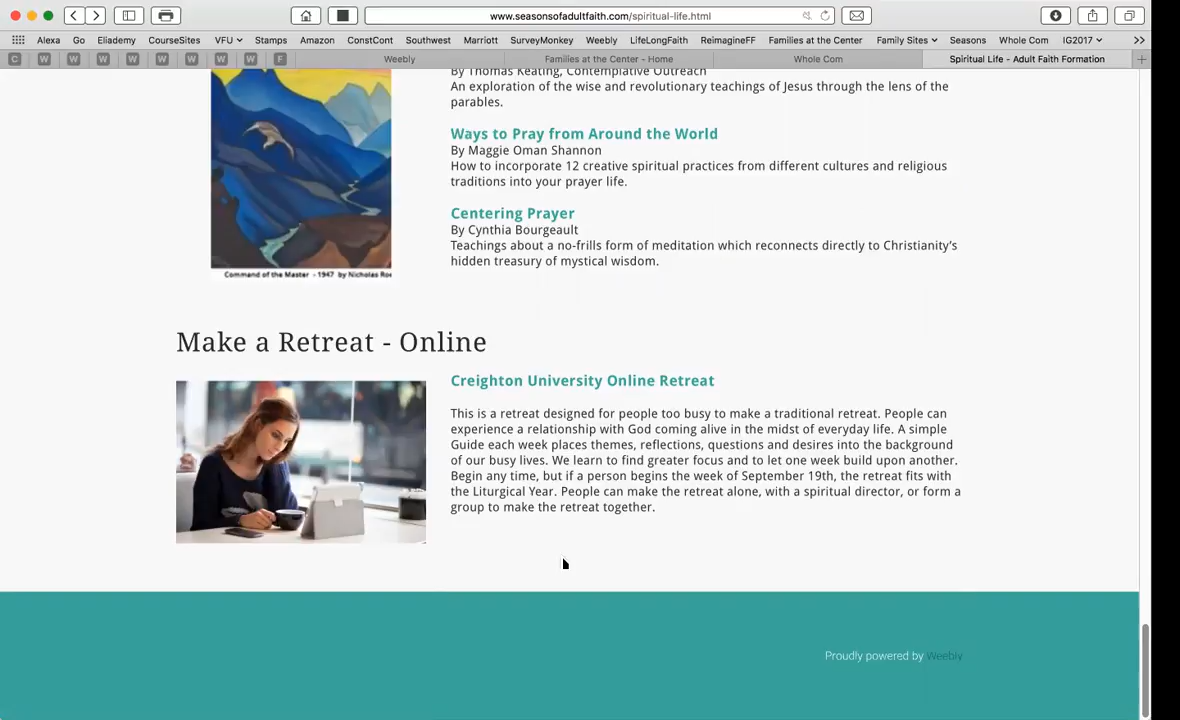 www.seasonsofadultfaith.com/spiritual-life.html
Alexa Go Eliademy CourseSites VFU Stamps Amazon ConstCont Southwest Marriott SurveyMonkey Weebly LifeLongFaith ReimagineFF Families at the Center Family Sites Seasons Whole Com IG2017 >>
C W W W W W W W W F Weebly Families at the Center - Home Whole Com Spiritual Life - Adult Faith Formation
By Thomas Keating, Contemplative Outreach
An exploration of the wise and revolutionary teachings of Jesus through the lens of the
parables.
Ways to Pray from Around the World
By Maggie Oman Shannon
How to incorporate 12 creative spiritual practices from different cultures and religious
traditions into your prayer life.
Centering Prayer
By Cynthia Bourgeault
Teachings about a no-frills form of meditation which reconnects directly to Christianity's
hidden treasury of mystical wisdom.
Command of the Master - 1947 by Nicholas Roe
Make a Retreat - Online
Creighton University Online Retreat
This is a retreat designed for people too busy to make a traditional retreat. People can
experience a relationship with God coming alive in the midst of everyday life. A simple
Guide each week places themes, reflections, questions and desires into the background
of our busy lives. We learn to find greater focus and to let one week build upon another.
Begin any time, but if a person begins the week of September 19th, the retreat fits with
the Liturgical Year. People can make the retreat alone, with a spiritual director, or form a
group to make the retreat together.
Proudly powered by Weebly